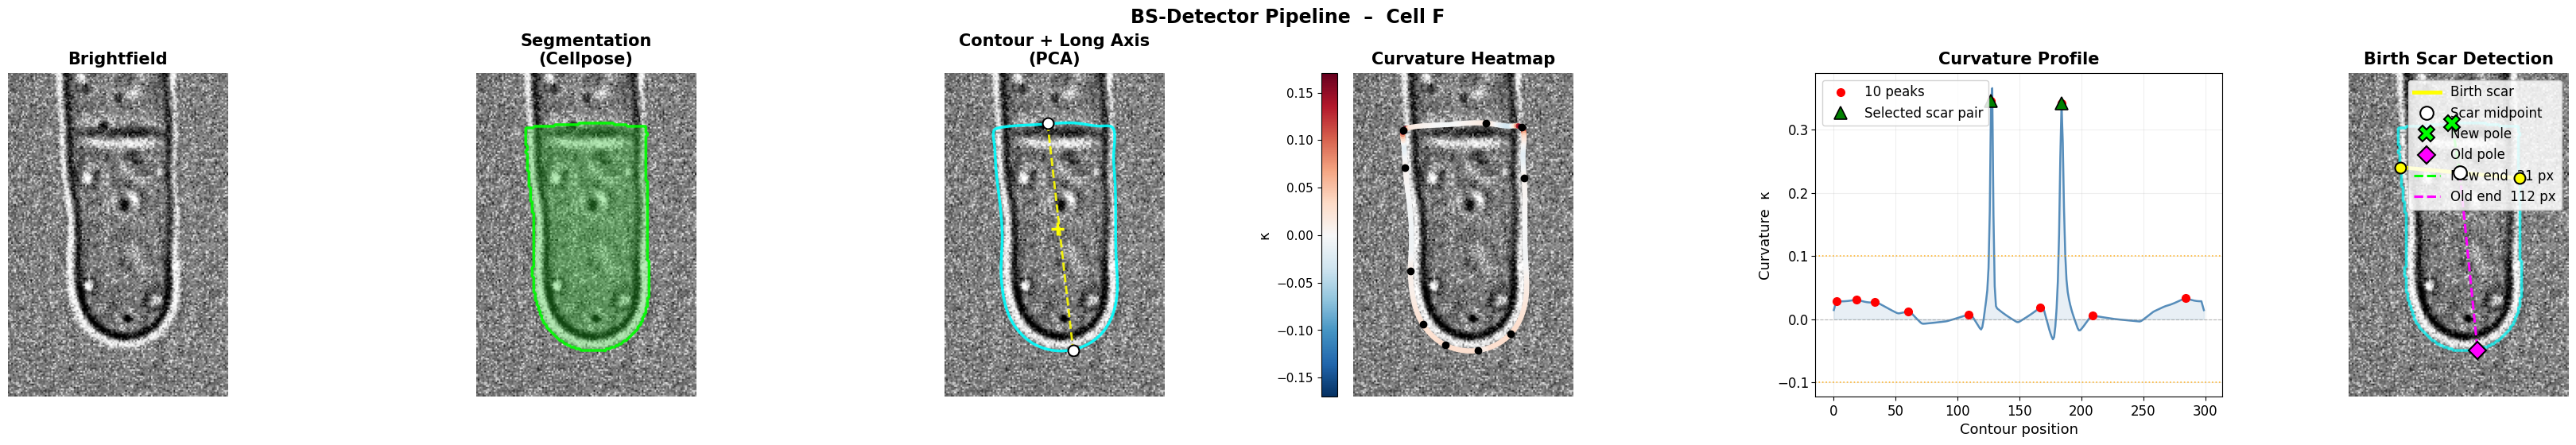 BS-Detector Pipeline – Cell F
Brightfield
Segmentation
(Cellpose)
Contour + Long Axis
(PCA)
Curvature Heatmap
Curvature Profile
Birth Scar Detection
0.15
0.10
0.05
0.00
−0.05
−0.10
−0.15
κ
10 peaks
Selected scar pair
0.3
0.2
0.1
0.0
−0.1
Curvature κ
0
50
100
150
200
250
300
Contour position
Birth scar
Scar midpoint
New pole
Old pole
end px
Old end 112 px